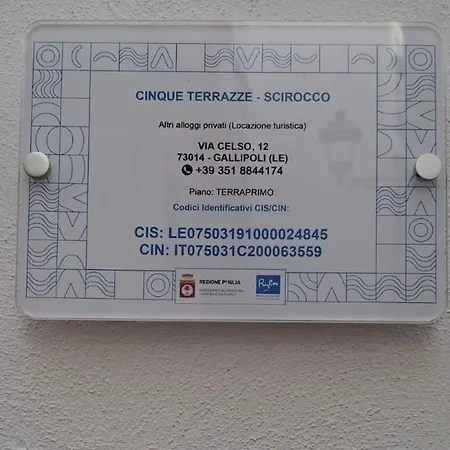 CINQUE TERRAZZE - SCIROCCO
Altri alloggi privati (Locazione turistica)
VIA CELSO, 12
73014 - GALLIPOLI (LE)
+39 351 8844174
Piano: TERRAPRIMO
Codici Identificativi CIS/CIN:
CIS: LE07503191000024845
CIN: IT075031C200063559
REGIONE PUGLIA